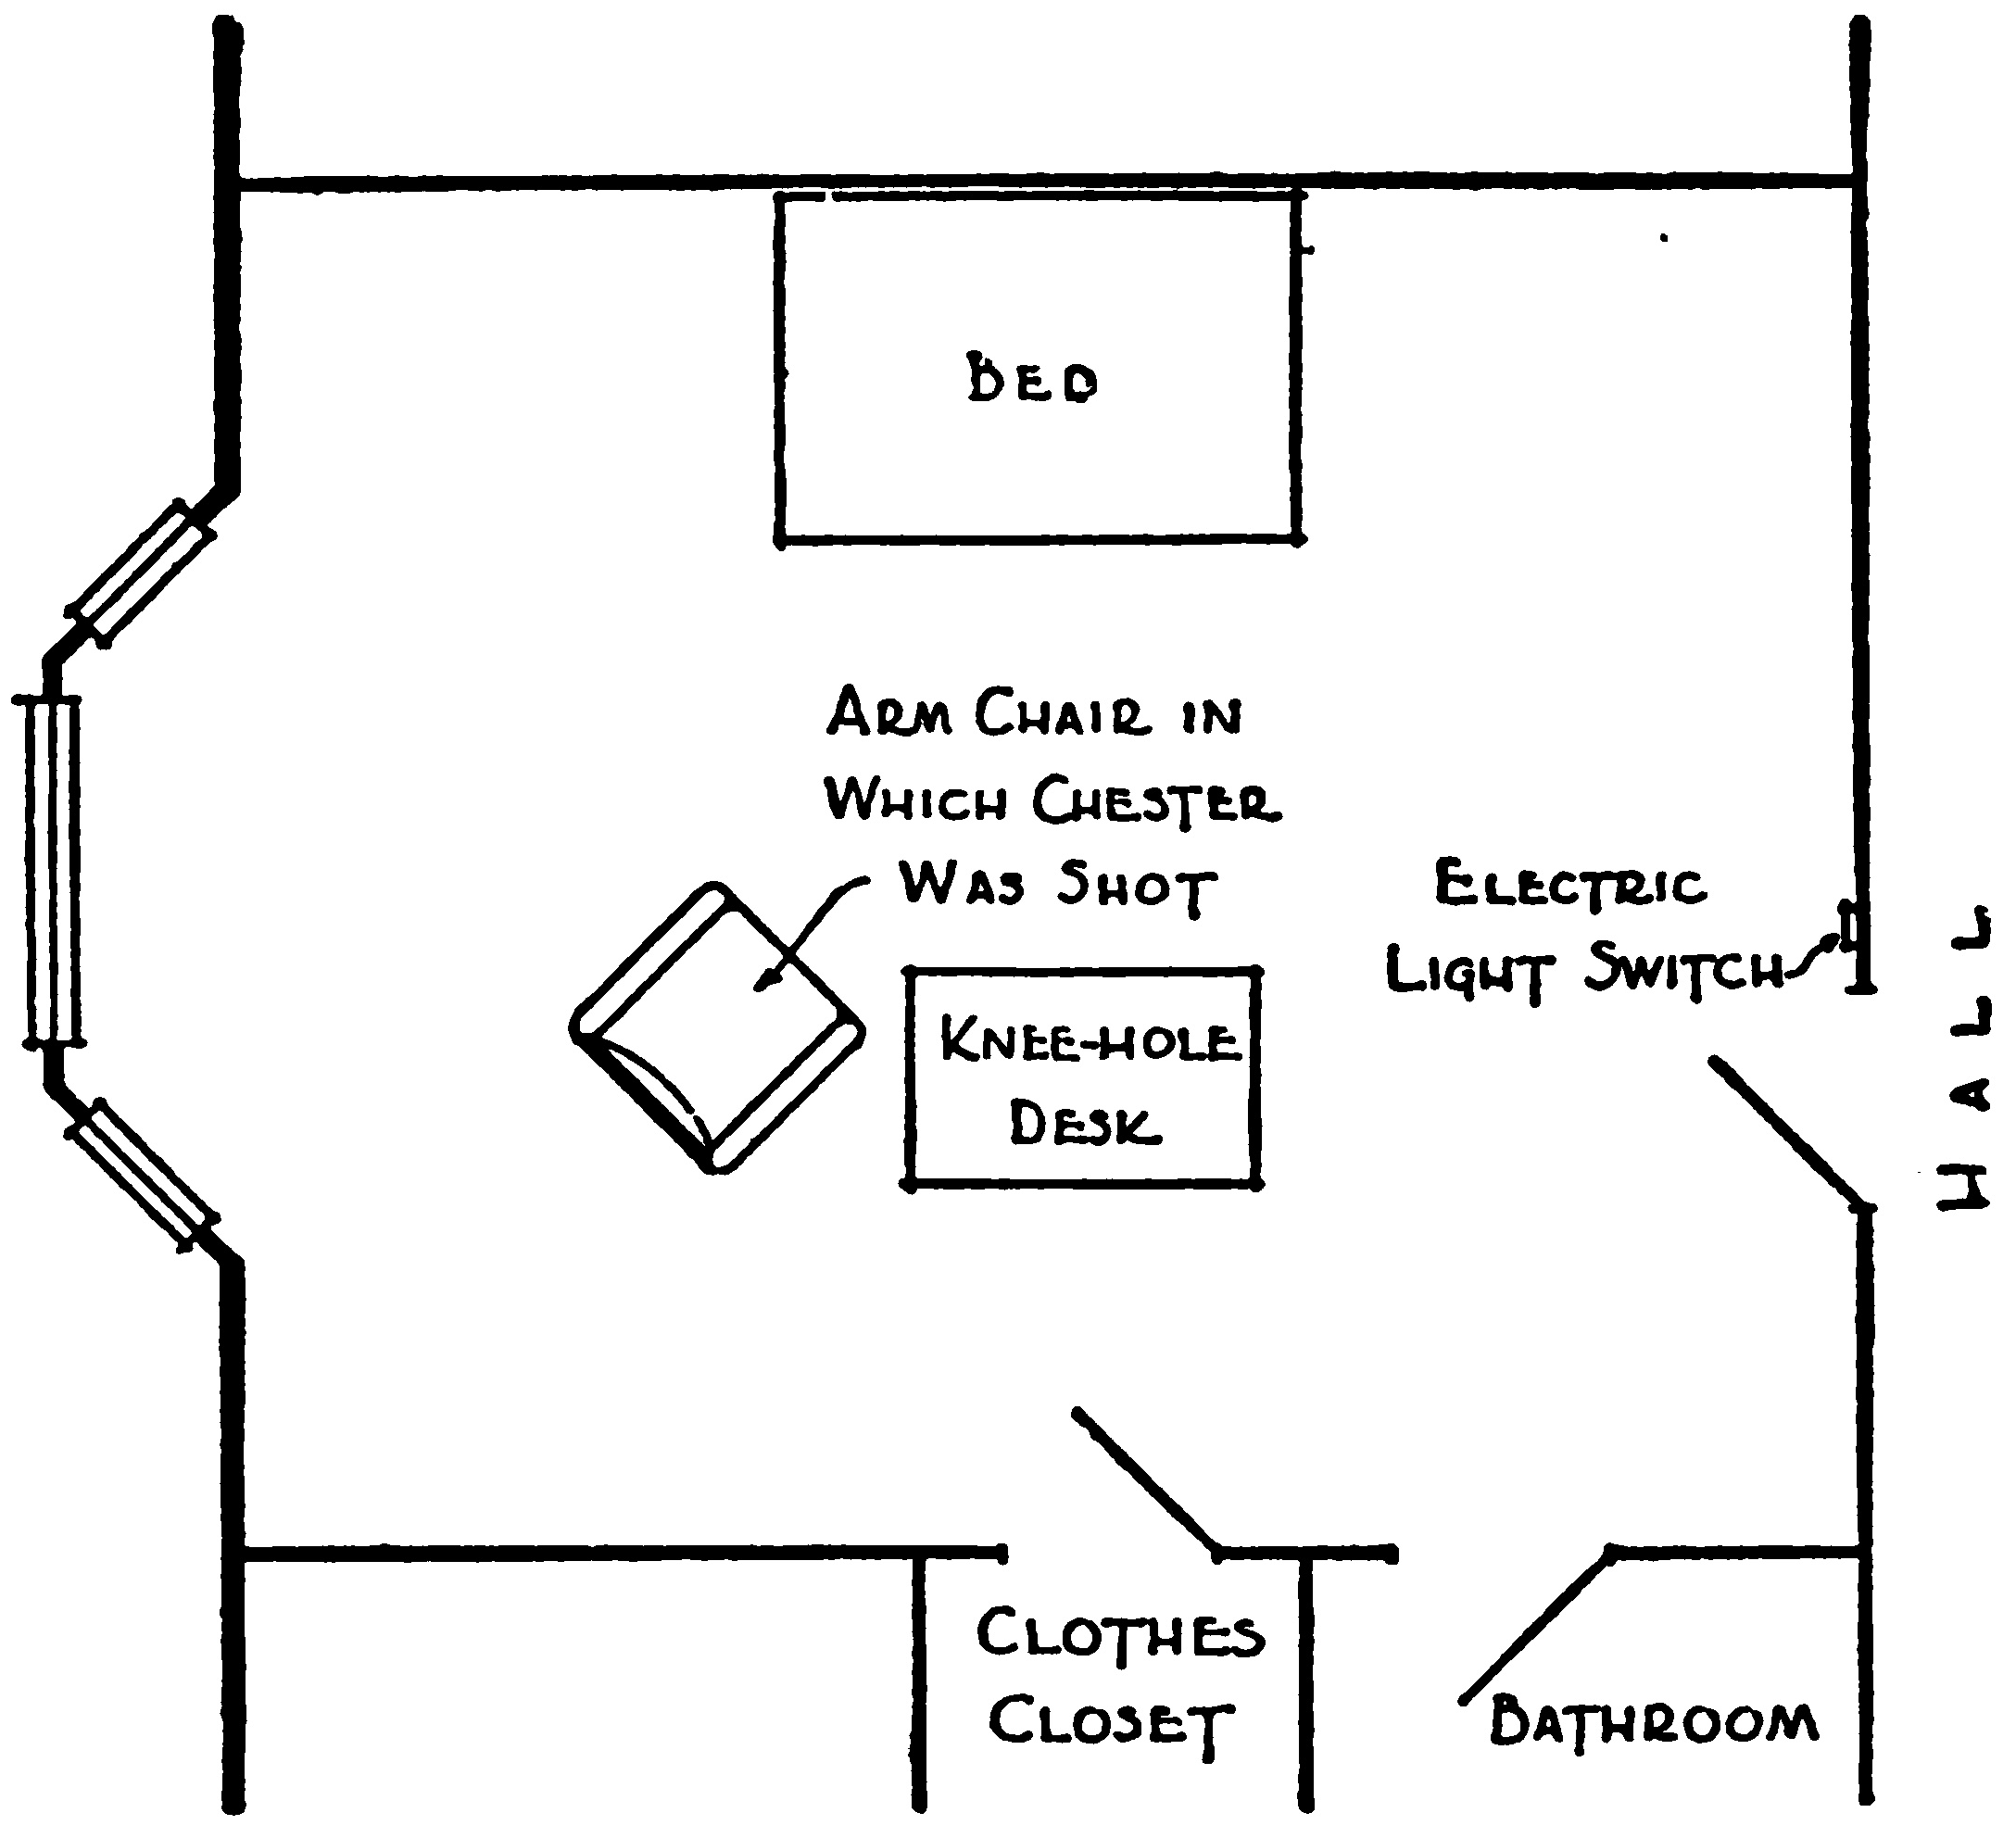 BED
ARM CHAIR IN
WHICH CHESTER
WAS SHOT
ELECTRIC
LIGHT SWITCH
KNEE-HOLE
DESK
HALL
CLOTHES
CLOSET
BATHROOM